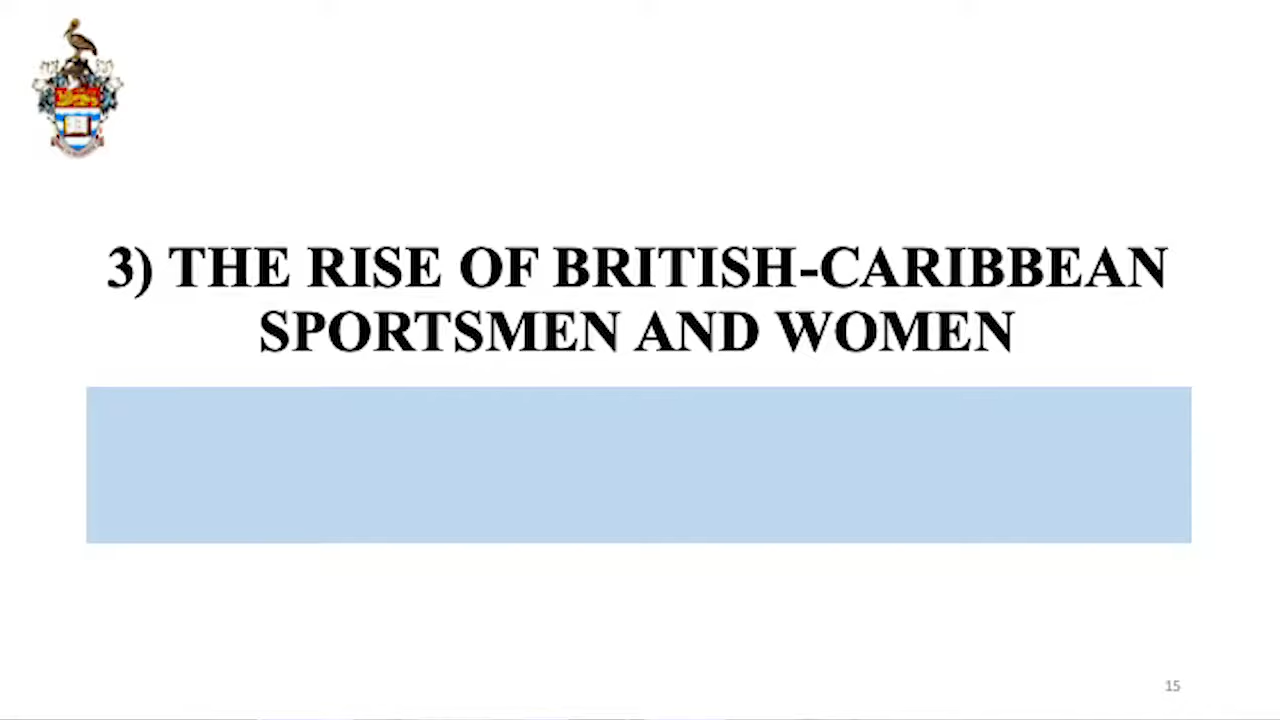 3) THE RISE OF BRITISH-CARIBBEAN
SPORTSMEN AND WOMEN
15